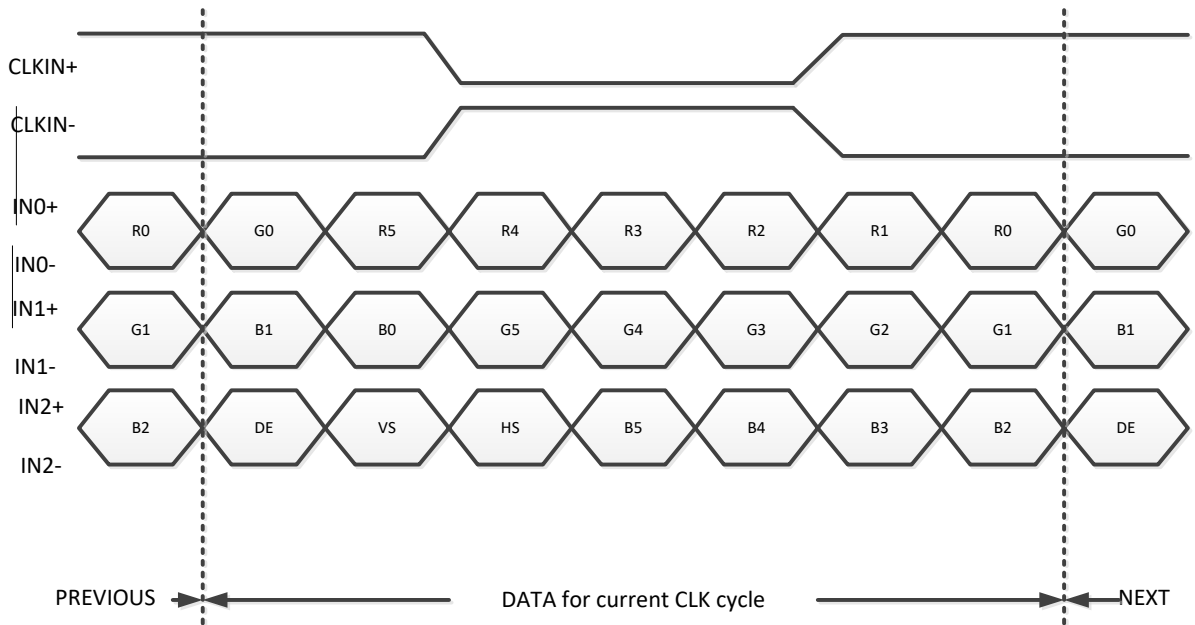 CLKIN+
CLKIN-
IN0+
R0 G0 R5 R4 R3 R2 R1 R0 G0
IN0-
IN1+
G1 B1 B0 G5 G4 G3 G2 G1 B1
IN1-
IN2+
B2 DE VS HS B5 B4 B3 B2 DE
IN2-
PREVIOUS DATA for current CLK cycle NEXT